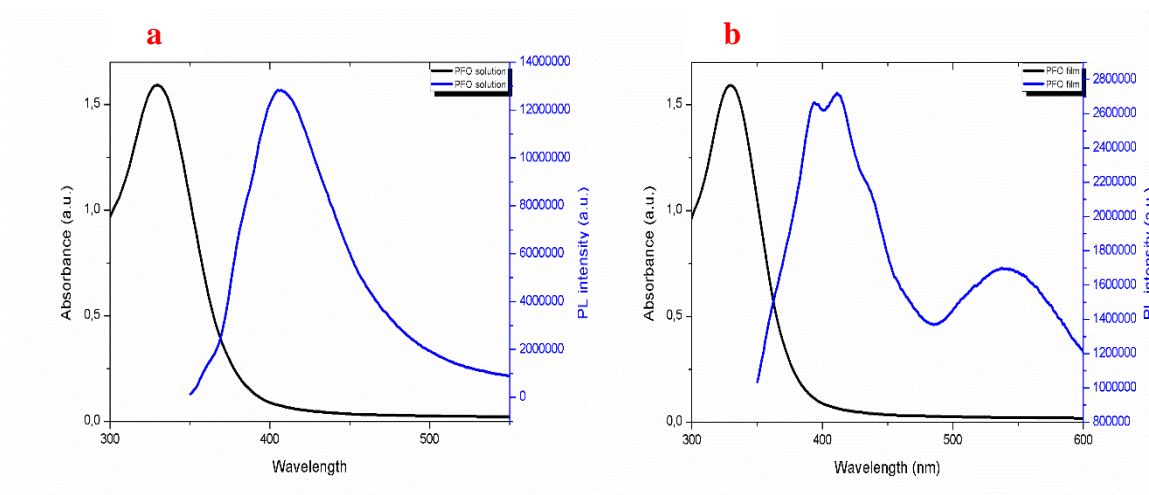 a
PFO solution
PFO solution
Absorbance (a.u.)
1,5
1,0
0,5
0,0
300
400
500
Wavelength
14000000
12000000
10000000
8000000
6000000
4000000
2000000
0
PL intensity (a.u.)
b
PFO film
PFO film
Absorbance (a.u.)
1,5
1,0
0,5
0,0
300
400
500
600
Wavelength (nm)
2800000
2600000
2400000
2200000
2000000
1800000
1600000
1400000
1200000
1000000
800000
PL intensity (a.u.)